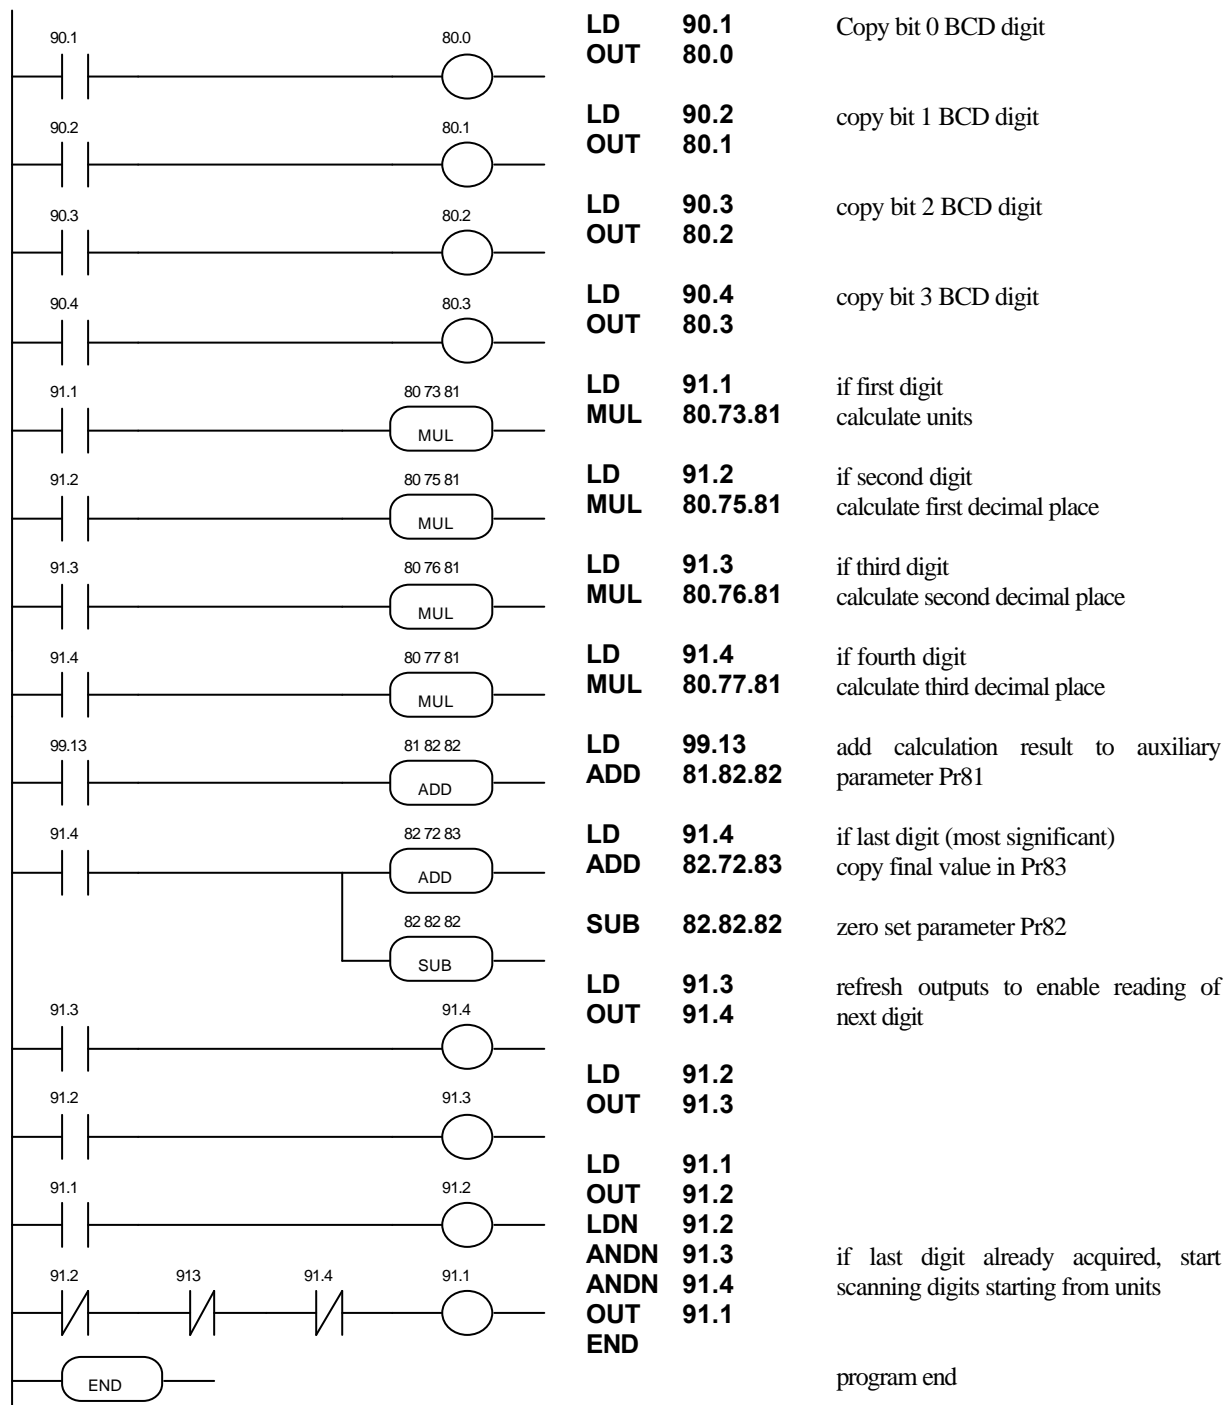 90.1 80.0 LD 90.1 Copy bit 0 BCD digit
OUT 80.0
90.2 80.1 LD 90.2 copy bit 1 BCD digit
OUT 80.1
90.3 80.2 LD 90.3 copy bit 2 BCD digit
OUT 80.2
90.4 80.3 LD 90.4 copy bit 3 BCD digit
OUT 80.3
91.1 80 73 81 LD 91.1 if first digit
MUL MUL 80.73.81 calculate units
91.2 80 75 81 LD 91.2 if second digit
MUL MUL 80.75.81 calculate first decimal place
91.3 80 76 81 LD 91.3 if third digit
MUL MUL 80.76.81 calculate second decimal place
91.4 80 77 81 LD 91.4 if fourth digit
MUL MUL 80.77.81 calculate third decimal place
99.13 81 82 82 LD 99.13 add calculation result to auxiliary
ADD ADD 81.82.82 parameter Pr81
91.4 82 72 83 LD 91.4 if last digit (most significant)
ADD ADD 82.72.83 copy final value in Pr83
82 82 82 SUB 82.82.82 zero set parameter Pr82
SUB
LD 91.3 refresh outputs to enable reading of
91.3 91.4 OUT 91.4 next digit
LD 91.2
91.2 91.3 OUT 91.3
LD 91.1
91.1 91.2 OUT 91.2
LDN 91.2
ANDN 91.3 if last digit already acquired, start
91.2 913 91.4 91.1 ANDN 91.4 scanning digits starting from units
OUT 91.1
END
END program end